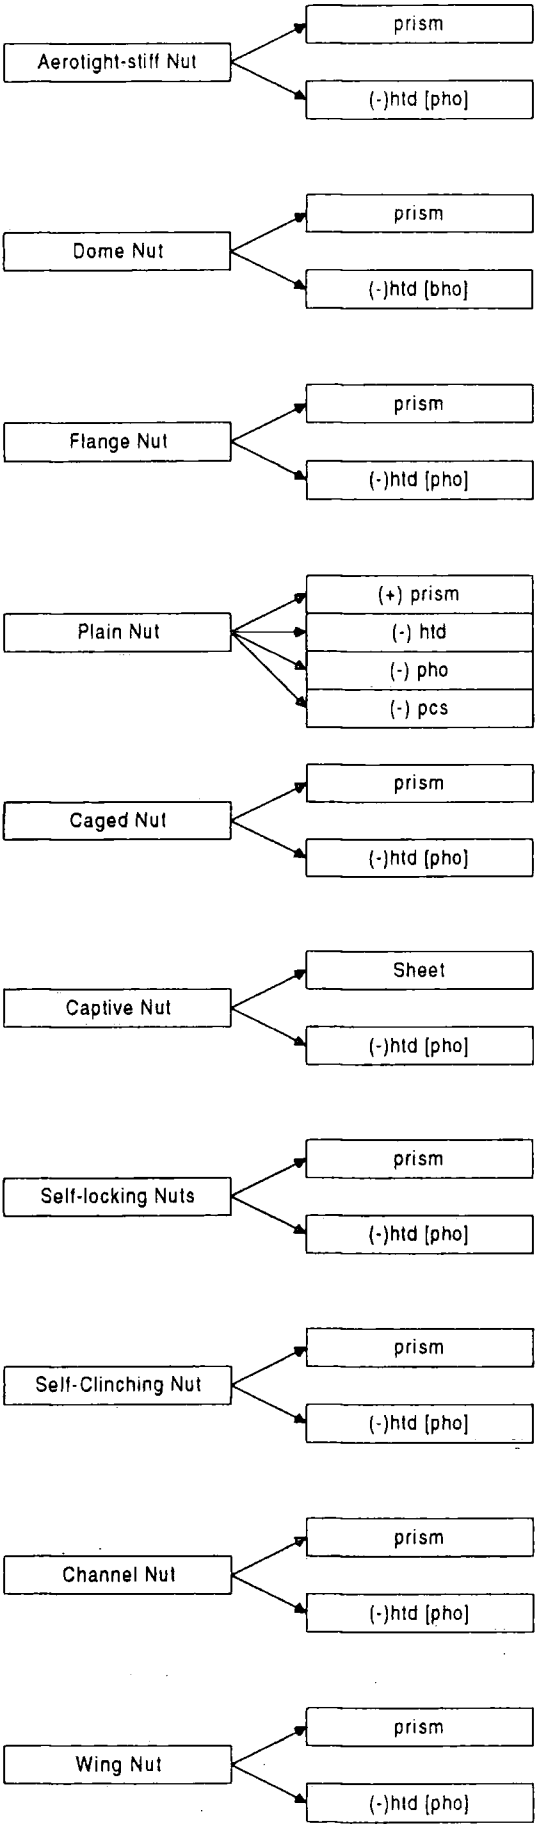 prism
Aerotight-stiff Nut
(-)htd [pho]
prism
Dome Nut
(-)htd [bho]
prism
Flange Nut
(-)htd [pho]
(+) prism
Plain Nut
(-) htd
(-) pho
(-) pcs
prism
Caged Nut
(-)htd [pho]
Sheet
Captive Nut
(-)htd [pho]
prism
Self-locking Nuts
(-)htd [pho]
prism
Self-Clinching Nut
(-)htd [pho]
prism
Channel Nut
(-)htd [pho]
prism
Wing Nut
(-)htd [pho]